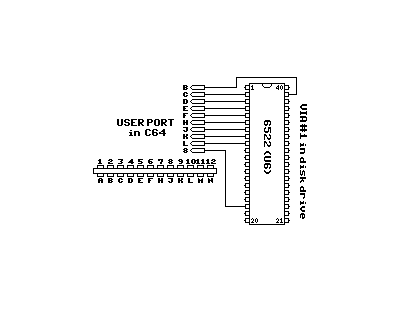 B
C
D
E
F
H
J
K
L
8
USER PORT
in C64
1 40
6522 (U6)
20 21
VIA#1 in disk drive
1 2 3 4 5 6 7 8 9 10 11 12
A B C D E F H J K L M N